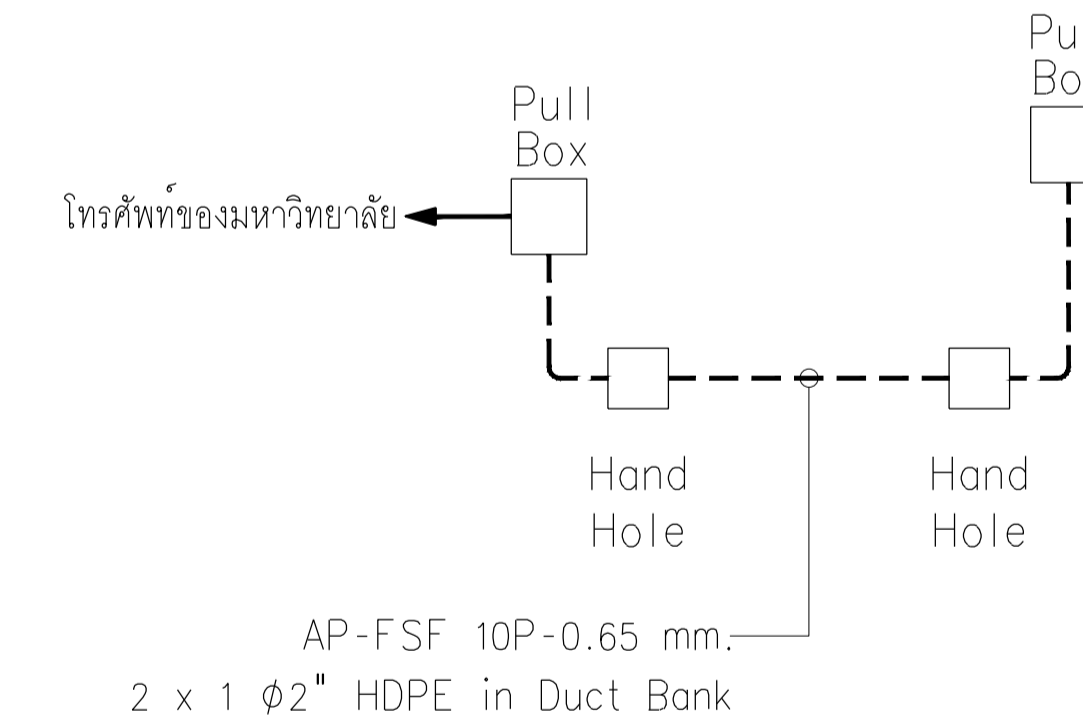 Pull
Box
โทรศัพท์ของมหาวิทยาลัย
Hand
Hole
Hand
Hole
AP-FSF 10P-0.65 mm.
2 x 1 ϕ2" HDPE in Duct Bank